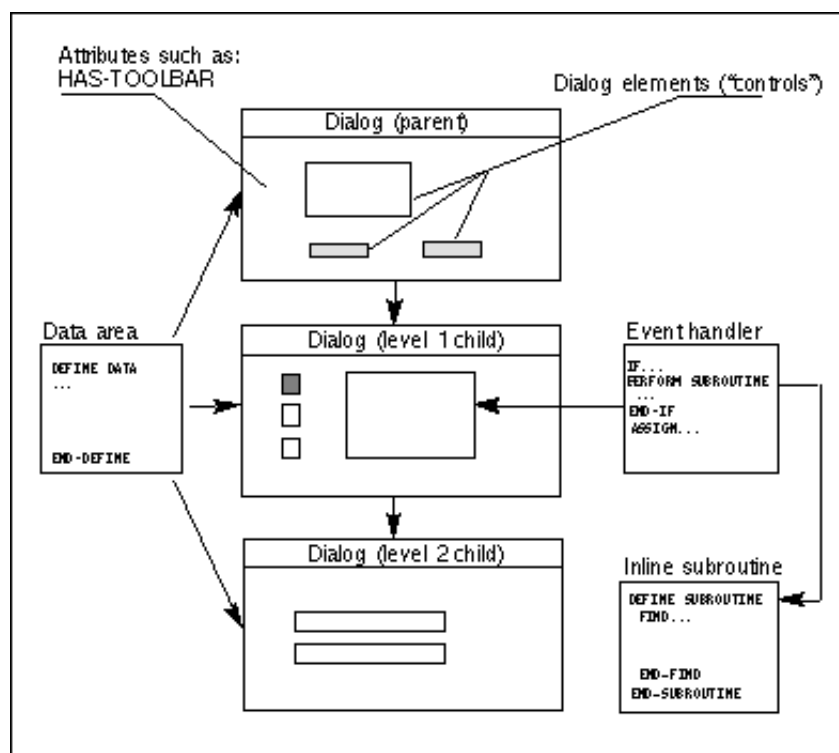 Attributes such as:
HAS-TOOLBAR
Dialog elements ("controls")
Dialog (parent)
Data area
DEFINE DATA
...
END-DEFINE
Dialog (level 1 child)
Event handler
IF...
PERFORM SUBROUTINE
...
END-IF
ASSIGN...
Dialog (level 2 child)
Inline subroutine
DEFINE SUBROUTINE
FIND...
END-FIND
END-SUBROUTINE